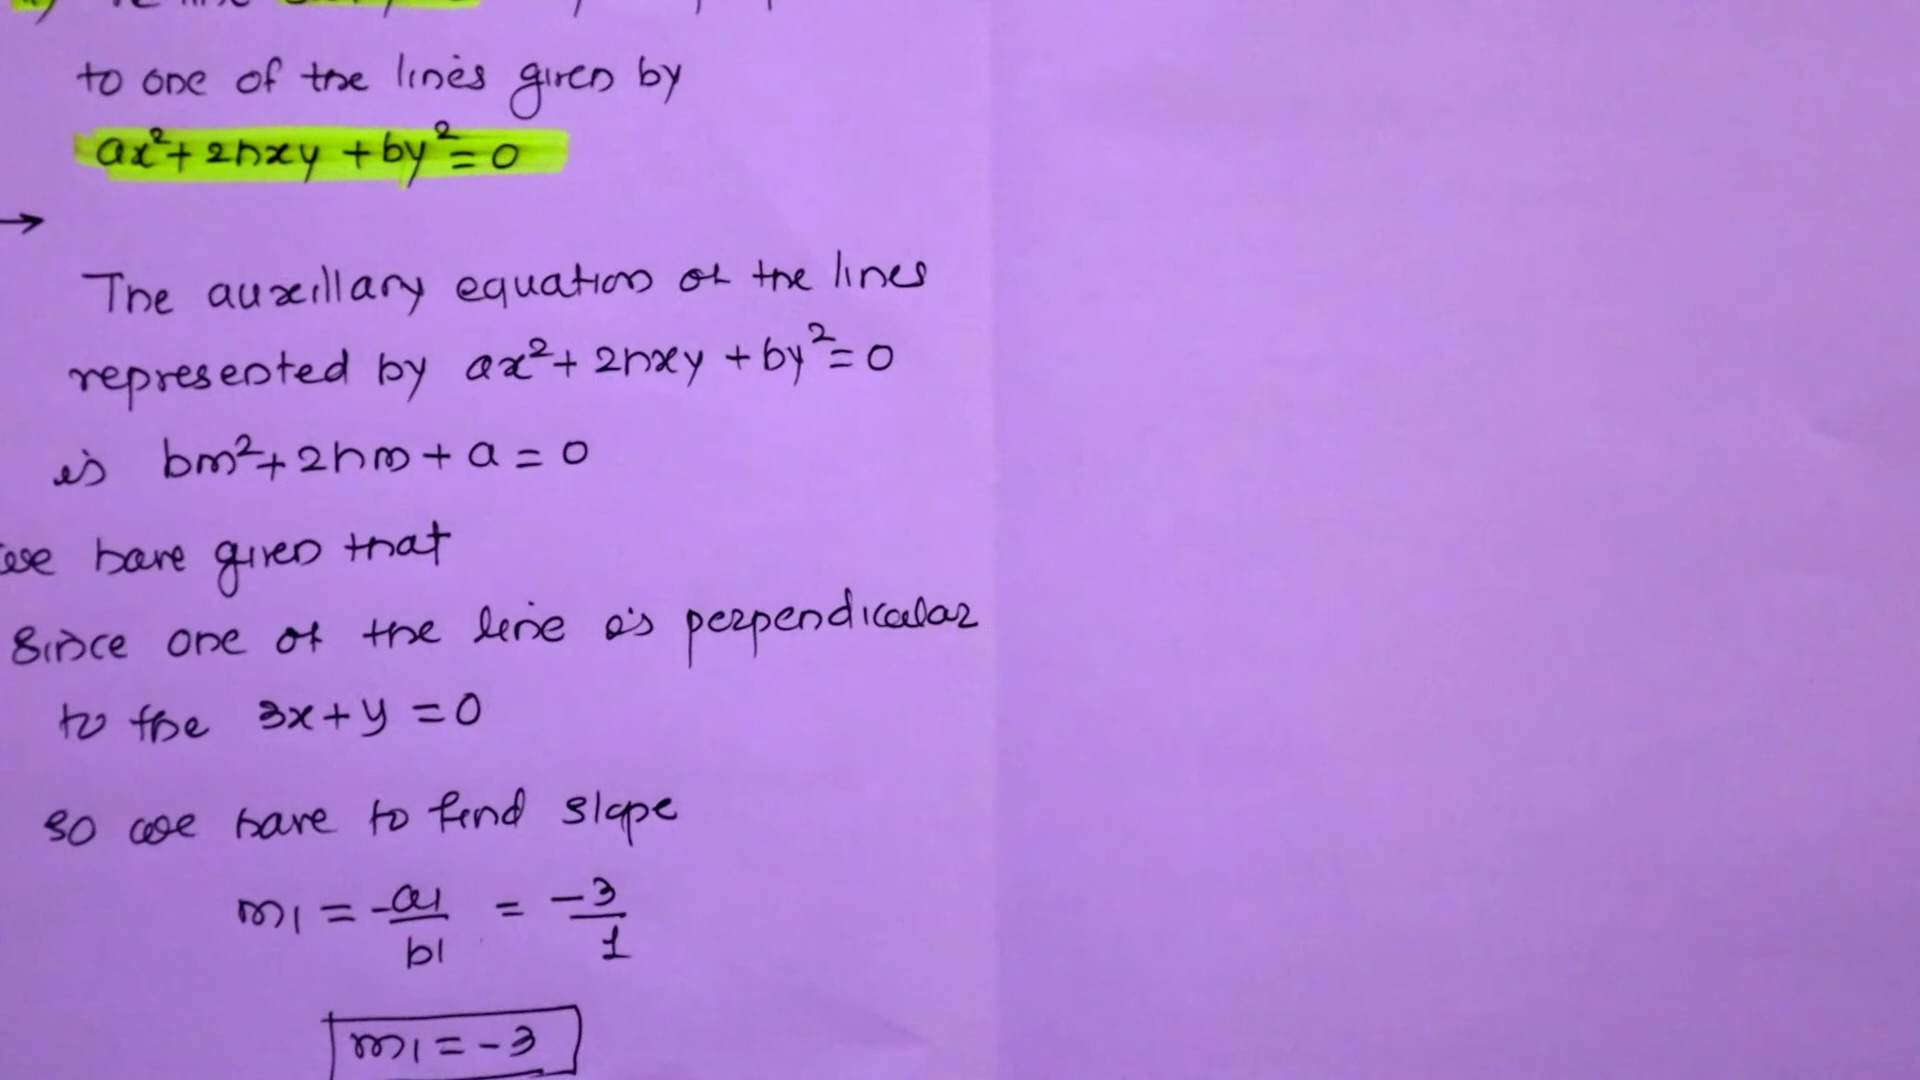 to one of the lines given by
ax²+ 2hxy + by² = 0
→
The auxillary equation of the lines
represented by ax²+ 2hxy + by² = 0
is bm²+ 2hm + a = 0
we have given that
Since one of the line is perpendicular
to the 3x+y = 0
so we have to find slope
m1 = -a1/b1 = -3/1
m1 = -3